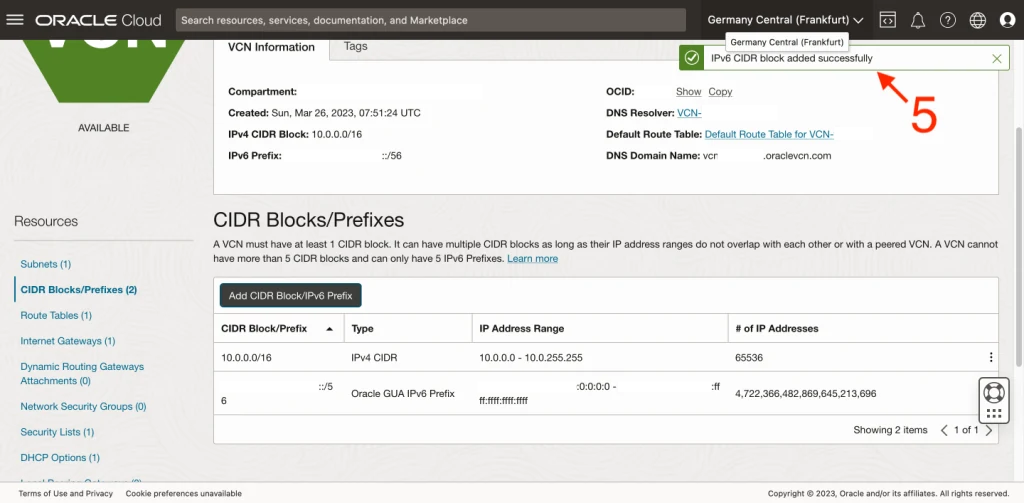 ORACLE Cloud
Search resources, services, documentation, and Marketplace
Germany Central (Frankfurt)
Germany Central (Frankfurt)
VCN
VCN Information
Tags
IPv6 CIDR block added successfully
5
AVAILABLE
Compartment:
Created: Sun, Mar 26, 2023, 07:51:24 UTC
IPv4 CIDR Block: 10.0.0.0/16
IPv6 Prefix: ::/56
OCID: Show Copy
DNS Resolver: VCN-
Default Route Table: Default Route Table for VCN-
DNS Domain Name: vcn .oraclevcn.com
Resources
Subnets (1)
CIDR Blocks/Prefixes (2)
Route Tables (1)
Internet Gateways (1)
Dynamic Routing Gateways
Attachments (0)
Network Security Groups (0)
Security Lists (1)
DHCP Options (1)
CIDR Blocks/Prefixes
A VCN must have at least 1 CIDR block. It can have multiple CIDR blocks as long as their IP address ranges do not overlap with each other or with a peered VCN. A VCN cannot
have more than 5 CIDR blocks and can only have 5 IPv6 Prefixes. Learn more
Add CIDR Block/IPv6 Prefix
CIDR Block/Prefix Type IP Address Range # of IP Addresses
10.0.0.0/16 IPv4 CIDR 10.0.0.0 - 10.0.255.255 65536
::/5
6 Oracle GUA IPv6 Prefix :0:0:0:0 - :ff
ff:ffff:ffff:ffff 4,722,366,482,869,645,213,696
Showing 2 items 1 of 1
Terms of Use and Privacy Cookie preferences unavailable
Copyright © 2023, Oracle and/or its affiliates. All rights reserved.